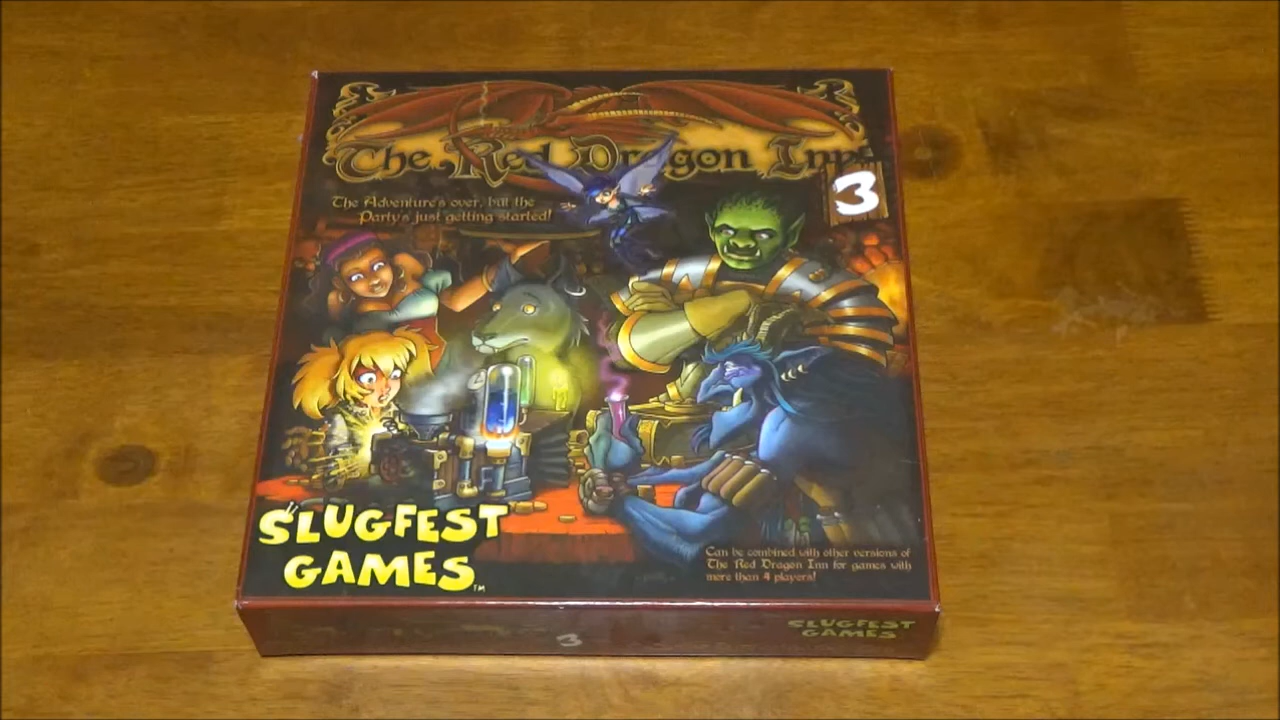 The Red Dragon Inn
3
The Adventure's over, but the
Party's just getting started!
SLUGFEST
GAMES
TM
Can be combined with other versions of
The Red Dragon Inn for games with
more than 4 players!
3
SLUGFEST
GAMES